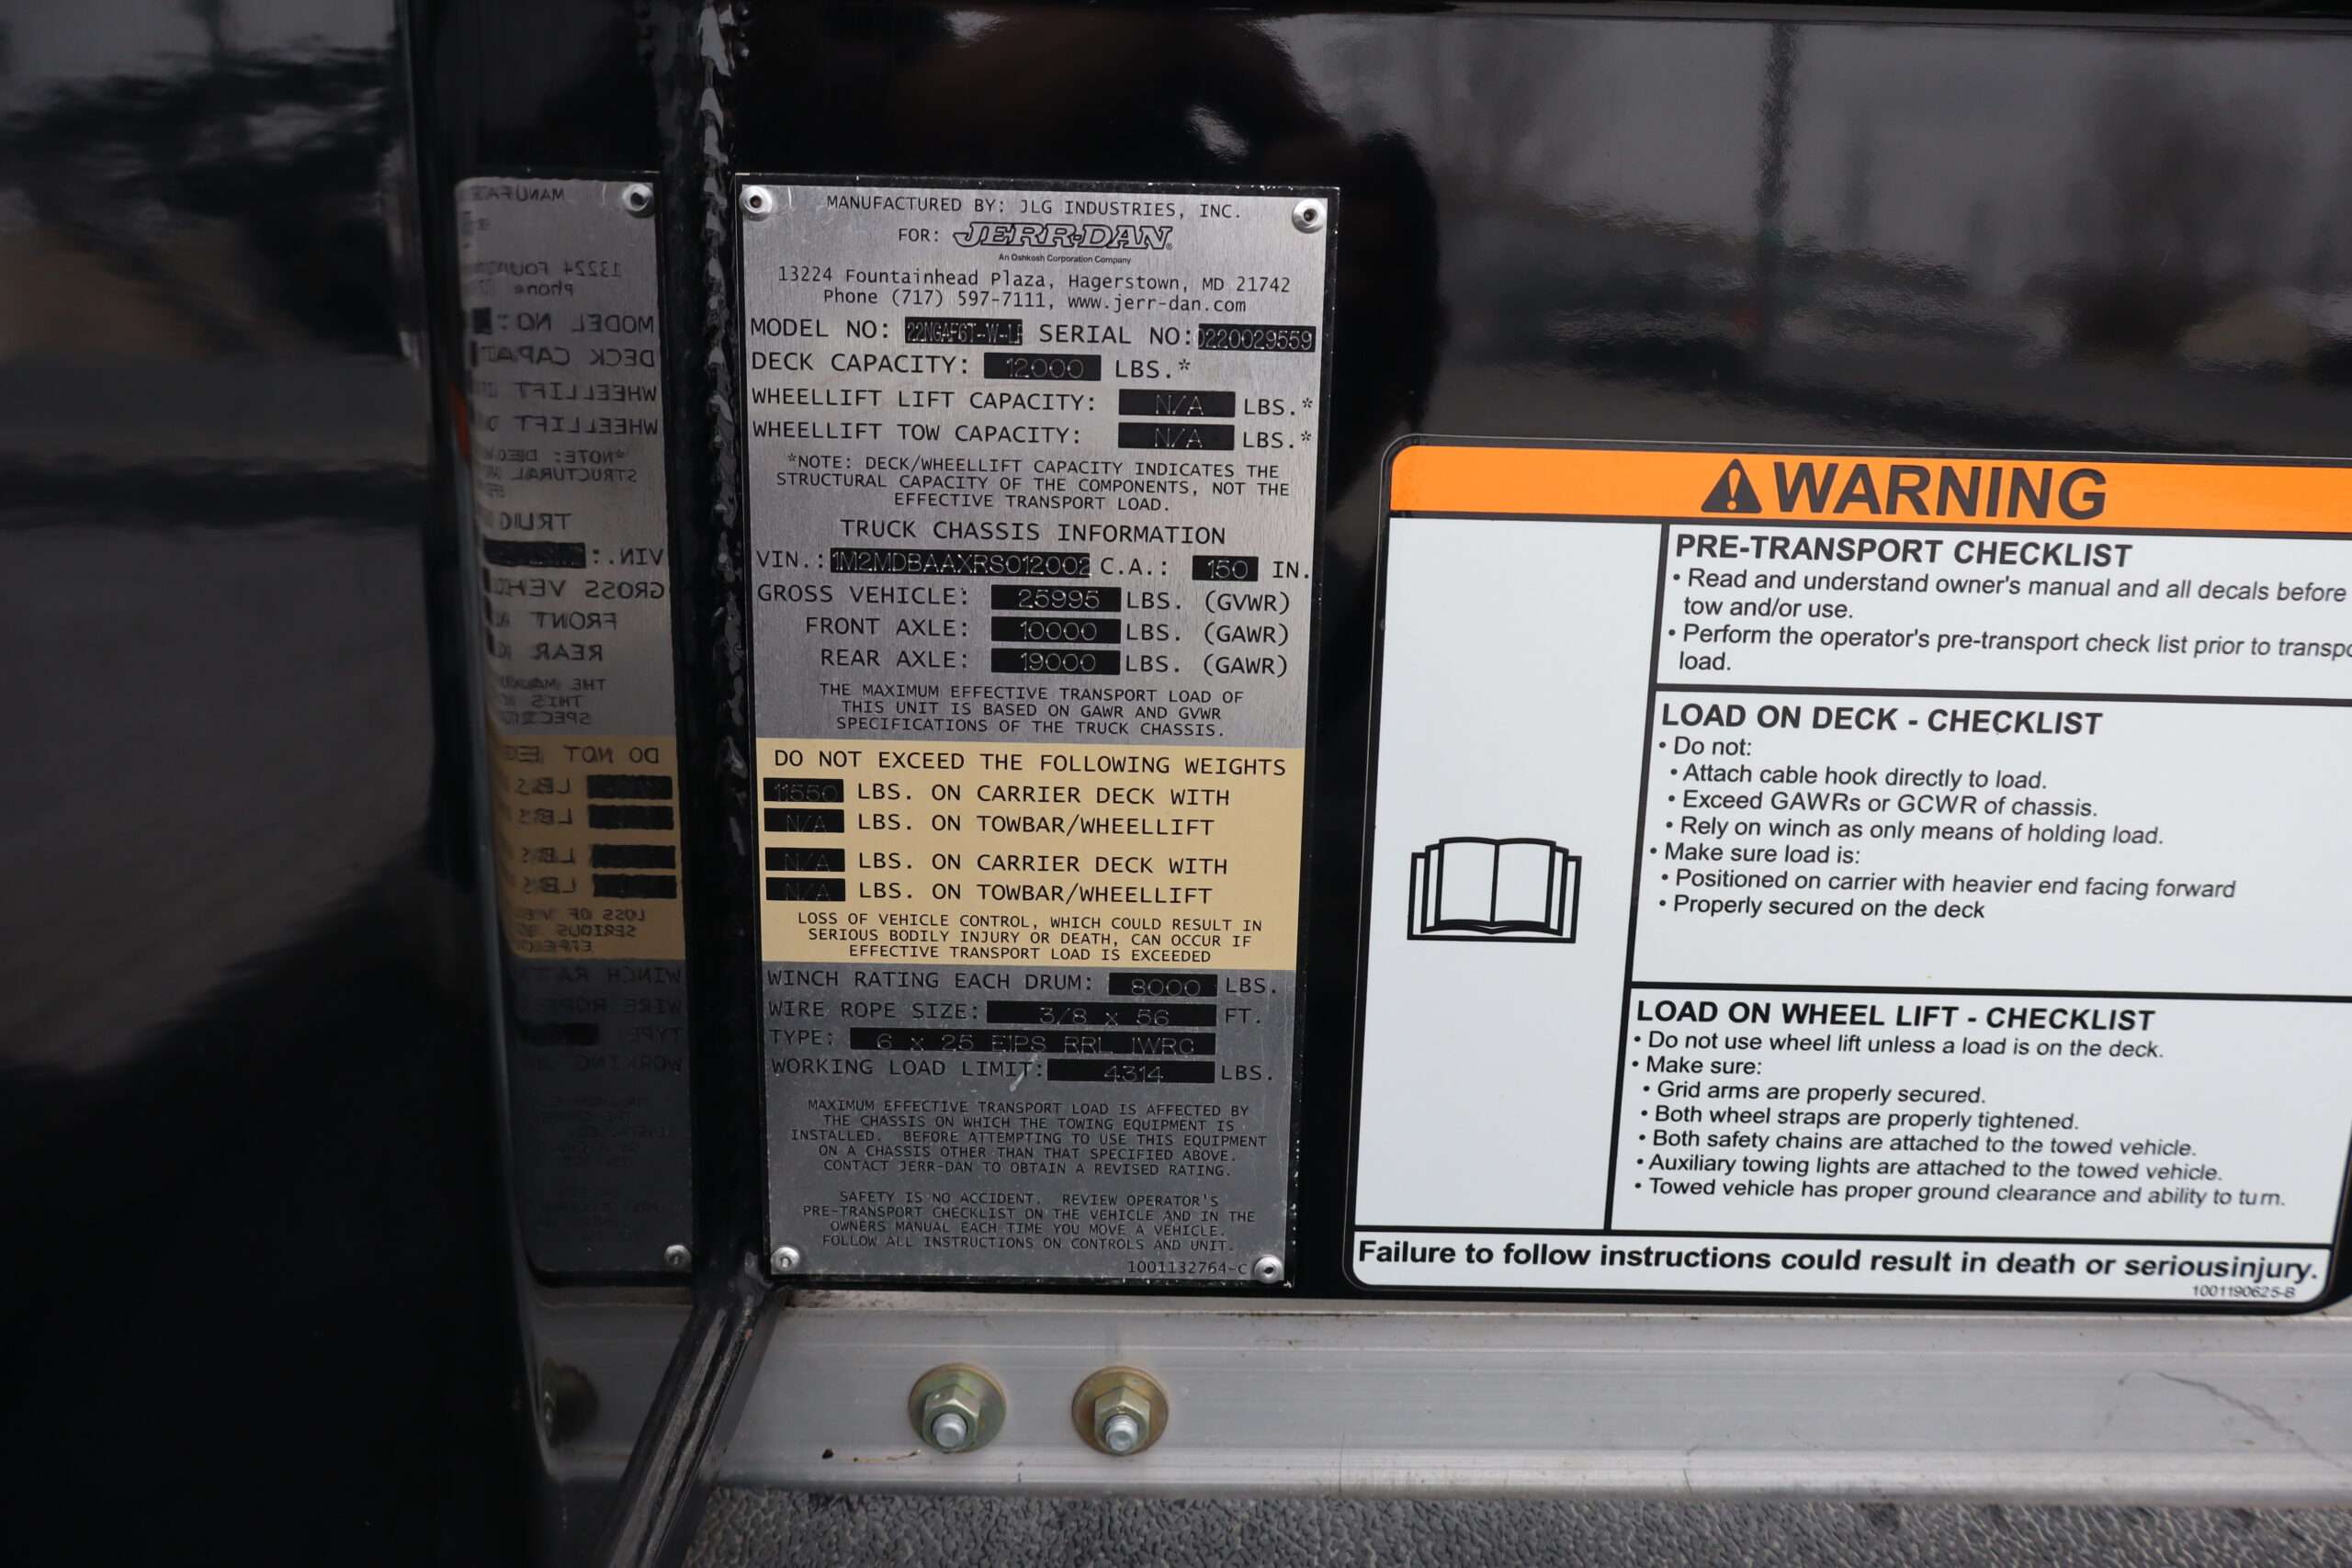 MANUFACTURED BY: JLG INDUSTRIES, INC.
FOR: JERR-DAN®
An Oshkosh Corporation Company
13224 Fountainhead Plaza, Hagerstown, MD 21742
Phone (717) 597-7111, www.jerr-dan.com
MODEL NO: SERIAL NO: 0220029559
DECK CAPACITY: 12000 LBS.*
WHEELLIFT LIFT CAPACITY: N/A LBS.*
WHEELLIFT TOW CAPACITY: N/A LBS.*
*NOTE: DECK/WHEELLIFT CAPACITY INDICATES THE
STRUCTURAL CAPACITY OF THE COMPONENTS, NOT THE
EFFECTIVE TRANSPORT LOAD.
TRUCK CHASSIS INFORMATION
VIN.: 1M2MDBAAXRS012002 C.A.: 150 IN.
GROSS VEHICLE: 25995 LBS. (GVWR)
FRONT AXLE: 10000 LBS. (GAWR)
REAR AXLE: 19000 LBS. (GAWR)
THE MAXIMUM EFFECTIVE TRANSPORT LOAD OF
THIS UNIT IS BASED ON GAWR AND GVWR
SPECIFICATIONS OF THE TRUCK CHASSIS.
DO NOT EXCEED THE FOLLOWING WEIGHTS
11550 LBS. ON CARRIER DECK WITH
N/A LBS. ON TOWBAR/WHEELLIFT
N/A LBS. ON CARRIER DECK WITH
N/A LBS. ON TOWBAR/WHEELLIFT
LOSS OF VEHICLE CONTROL, WHICH COULD RESULT IN
SERIOUS BODILY INJURY OR DEATH, CAN OCCUR IF
EFFECTIVE TRANSPORT LOAD IS EXCEEDED
WINCH RATING EACH DRUM: 8000 LBS.
WIRE ROPE SIZE: 3/8 x 56 FT.
TYPE: 6 x 25 EIPS RRL IWRC
WORKING LOAD LIMIT: 4314 LBS.
MAXIMUM EFFECTIVE TRANSPORT LOAD IS AFFECTED BY
THE CHASSIS ON WHICH THE TOWING EQUIPMENT IS
INSTALLED. BEFORE ATTEMPTING TO USE THIS EQUIPMENT
ON A CHASSIS OTHER THAN THAT SPECIFIED ABOVE.
CONTACT JERR-DAN TO OBTAIN A REVISED RATING.
SAFETY IS NO ACCIDENT. REVIEW OPERATOR'S
PRE-TRANSPORT CHECKLIST ON THE VEHICLE AND IN THE
OWNERS MANUAL EACH TIME YOU MOVE A VEHICLE.
FOLLOW ALL INSTRUCTIONS ON CONTROLS AND UNIT.
1001132764-C
WARNING
PRE-TRANSPORT CHECKLIST
• Read and understand owner's manual and all decals before
tow and/or use.
• Perform the operator's pre-transport check list prior to transpo
load.
LOAD ON DECK - CHECKLIST
• Do not:
• Attach cable hook directly to load.
• Exceed GAWRs or GCWR of chassis.
• Rely on winch as only means of holding load.
• Make sure load is:
• Positioned on carrier with heavier end facing forward
• Properly secured on the deck
LOAD ON WHEEL LIFT - CHECKLIST
• Do not use wheel lift unless a load is on the deck.
• Make sure:
• Grid arms are properly secured.
• Both wheel straps are properly tightened.
• Both safety chains are attached to the towed vehicle.
• Auxiliary towing lights are attached to the towed vehicle.
• Towed vehicle has proper ground clearance and ability to turn.
Failure to follow instructions could result in death or seriousinjury.
1001190625-B